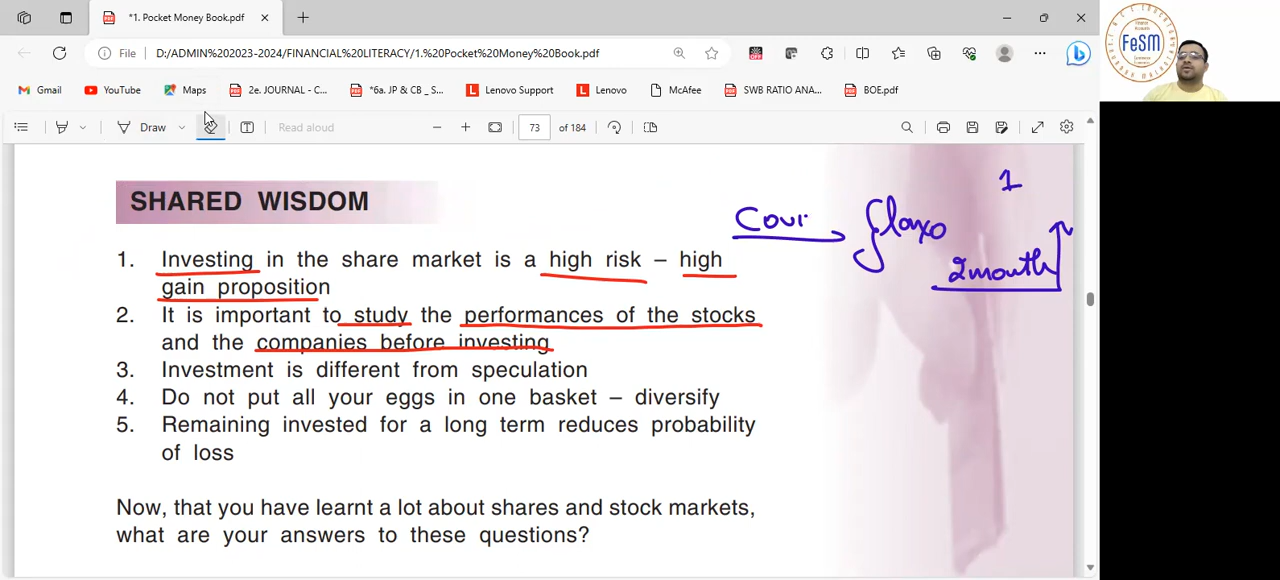 *1. Pocket Money Book.pdf
File D:/ADMIN%202023-2024/FINANCIAL%20LITERACY/1.%20Pocket%20Money%20Book.pdf
Gmail YouTube Maps 2e. JOURNAL - C... *6a. JP & CB _ S... Lenovo Support Lenovo McAfee SWB RATIO ANA... BOE.pdf
Draw Read aloud 73 of 184
FeSM
SHARED WISDOM
1
Cour glaxo
2month
1. Investing in the share market is a high risk – high
gain proposition
2. It is important to study the performances of the stocks
and the companies before investing
3. Investment is different from speculation
4. Do not put all your eggs in one basket – diversify
5. Remaining invested for a long term reduces probability
of loss
Now, that you have learnt a lot about shares and stock markets,
what are your answers to these questions?